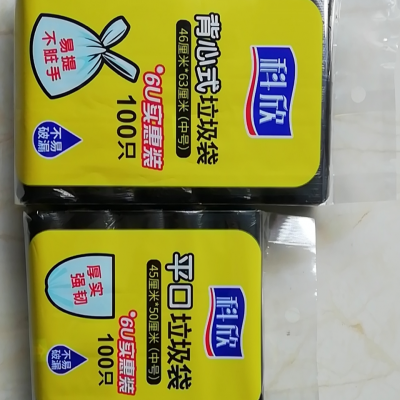 科欣
背心式垃圾袋
46厘米*63厘米(中号)
6U实惠装
100只
易提
不脏手
不易
破漏
科欣
平口垃圾袋
45厘米*50厘米(中号)
6U实惠装
100只
厚实
强韧
不易
破漏